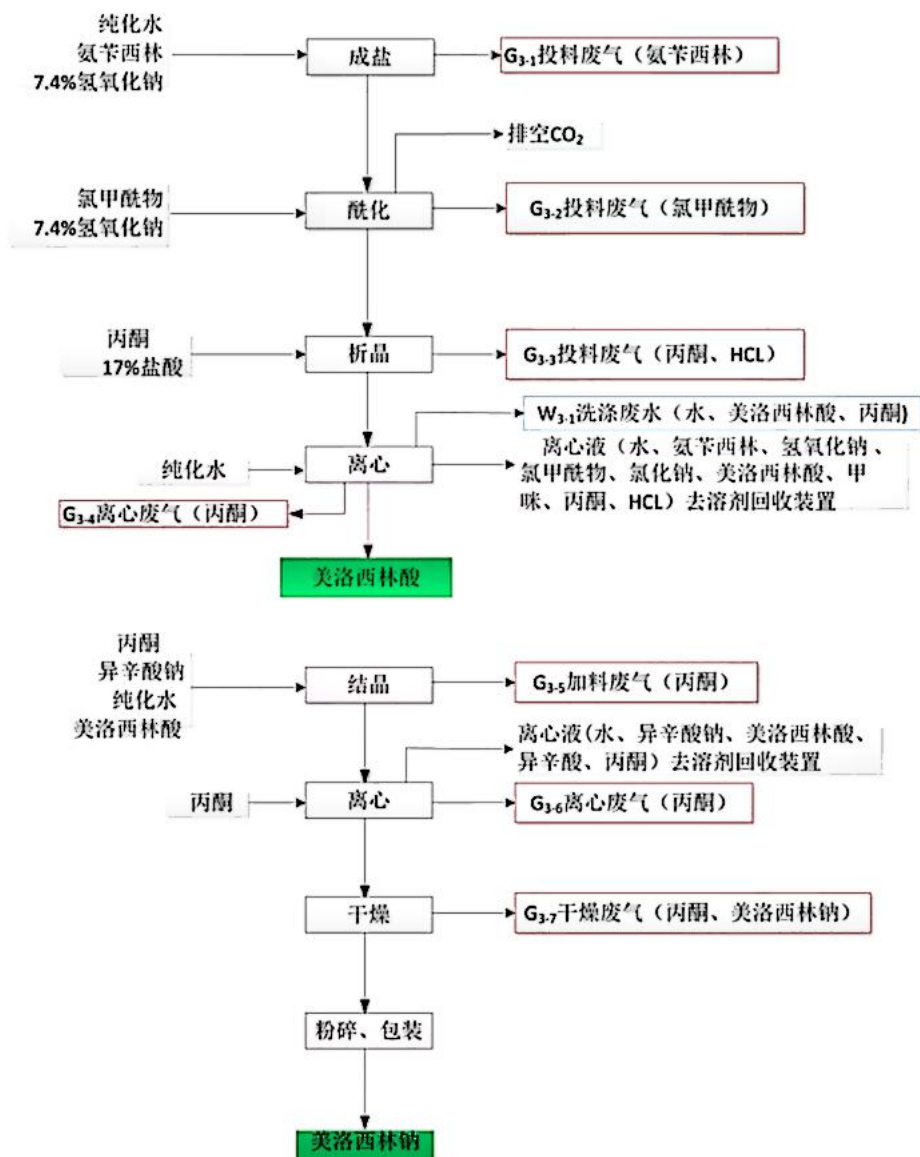 纯化水
氨苄西林
7.4%氢氧化钠
成盐
G3-1投料废气（氨苄西林）
排空CO2
氯甲酰物
7.4%氢氧化钠
酰化
G3-2投料废气（氯甲酰物）
丙酮
17%盐酸
析晶
G3-3投料废气（丙酮、HCL）
W3-1洗涤废水（水、美洛西林酸、丙酮)
纯化水
离心
离心液（水、氨苄西林、氢氧化钠、
氯甲酰物、氯化钠、美洛西林酸、甲
咪、丙酮、HCL）去溶剂回收装置
G3-4离心废气（丙酮）
美洛西林酸
丙酮
异辛酸钠
纯化水
美洛西林酸
结晶
G3-5加料废气（丙酮）
离心液(水、异辛酸钠、美洛西林酸、
异辛酸、丙酮）去溶剂回收装置
丙酮
离心
G3-6离心废气（丙酮）
干燥
G3-7干燥废气（丙酮、美洛西林钠）
粉碎、包装
美洛西林钠